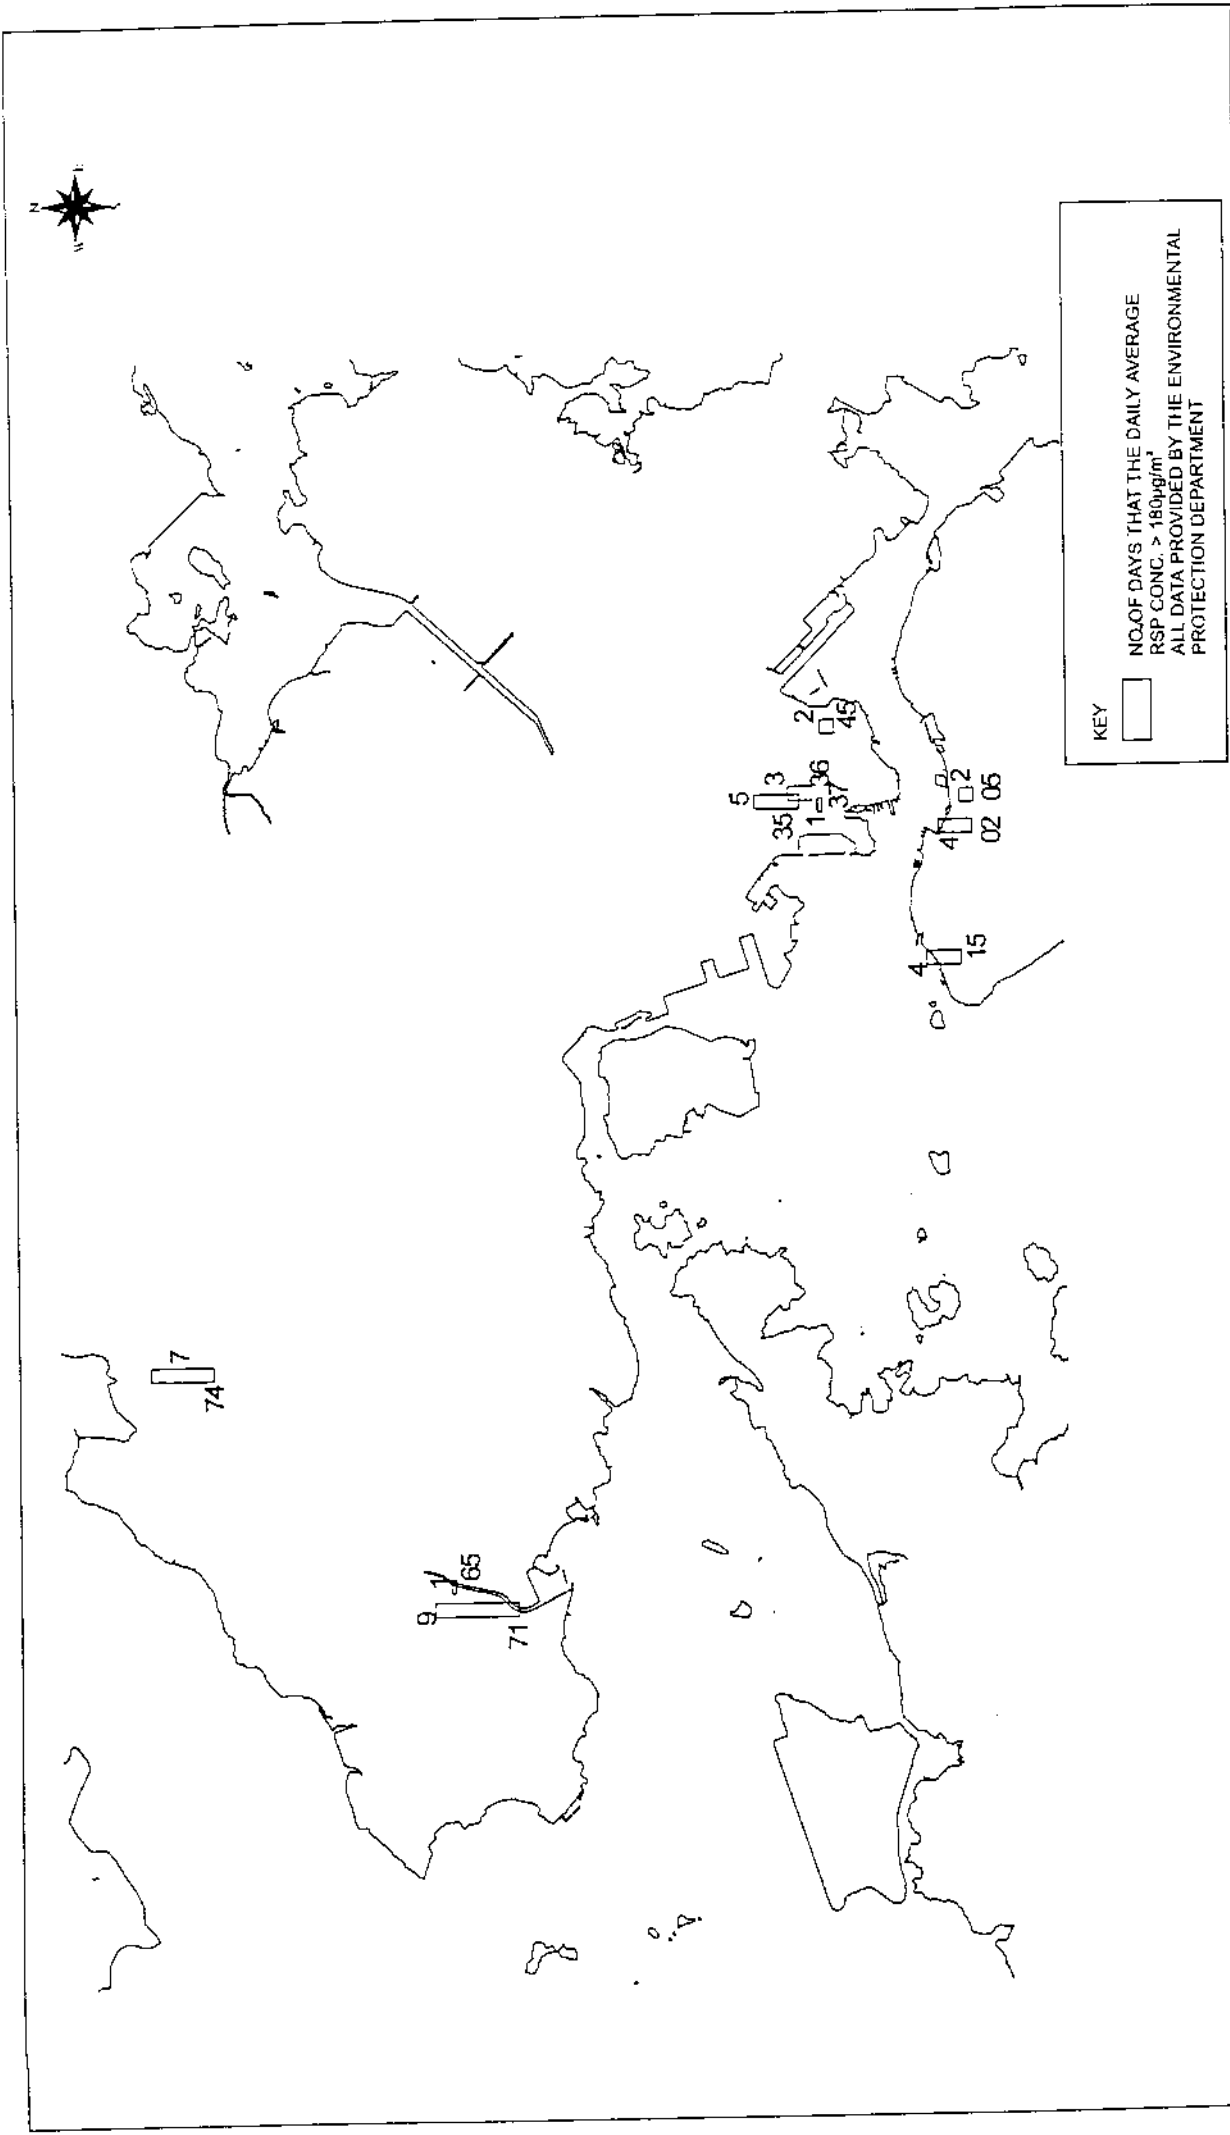 N
W
E
7
74
9
1
65
71
5
3
35
36
1
37
2
45
4
02
2
05
4
15
KEY
NO.OF DAYS THAT THE DAILY AVERAGE
RSP CONC. > 180µg/m³
ALL DATA PROVIDED BY THE ENVIRONMENTAL
PROTECTION DEPARTMENT